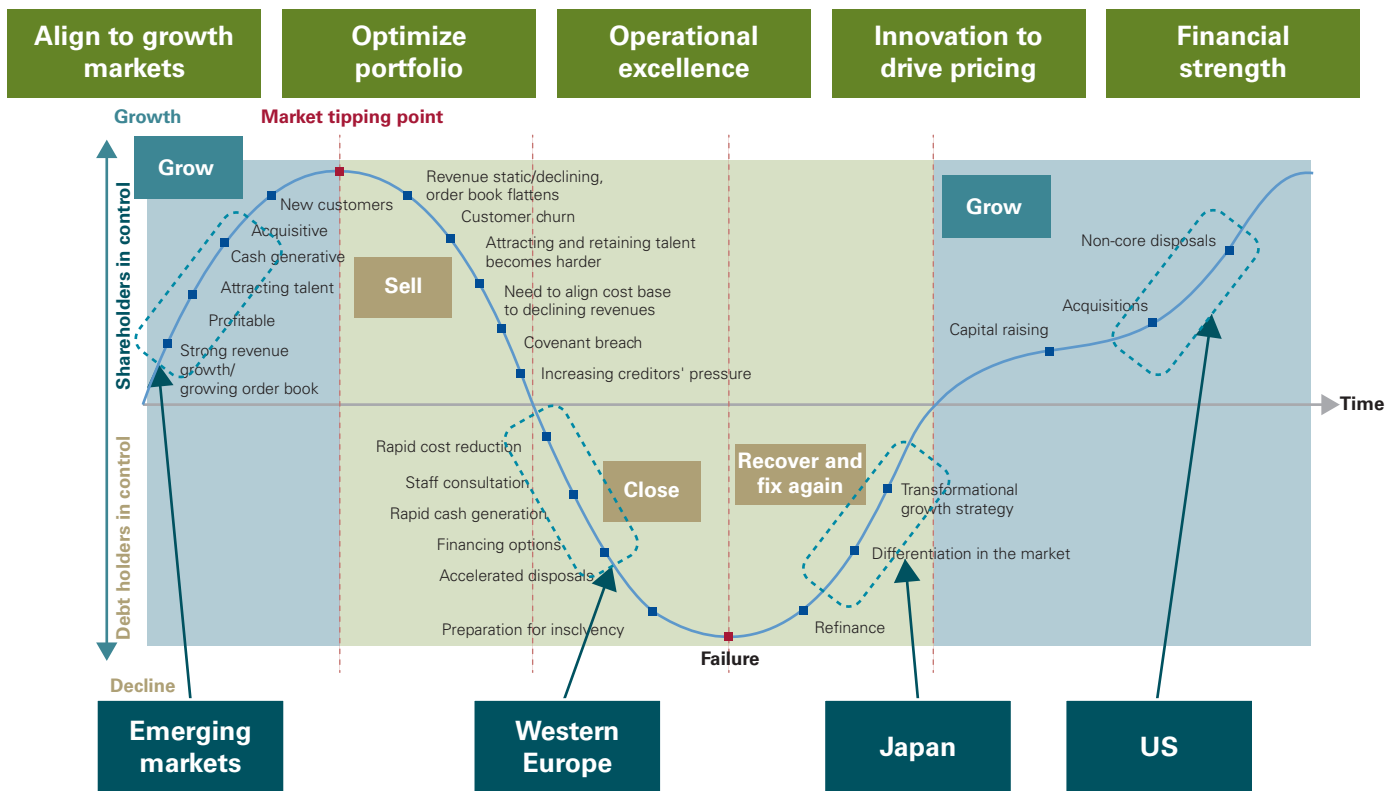 Align to growth
markets
Optimize
portfolio
Operational
excellence
Innovation to
drive pricing
Financial
strength
Growth
Market tipping point
Grow
Shareholders in control
New customers
Acquisitive
Cash generative
Attracting talent
Profitable
Strong revenue
growth/
growing order book
Sell
Revenue static/declining,
order book flattens
Customer churn
Attracting and retaining talent
becomes harder
Need to align cost base
to declining revenues
Covenant breach
Increasing creditors' pressure
Grow
Non-core disposals
Acquisitions
Capital raising
Time
Debt holders in control
Rapid cost reduction
Staff consultation
Rapid cash generation
Financing options
Accelerated disposals
Preparation for insclvency
Close
Recover and
fix again
Transformational
growth strategy
Differentiation in the market
Refinance
Failure
Decline
Emerging
markets
Western
Europe
Japan
US